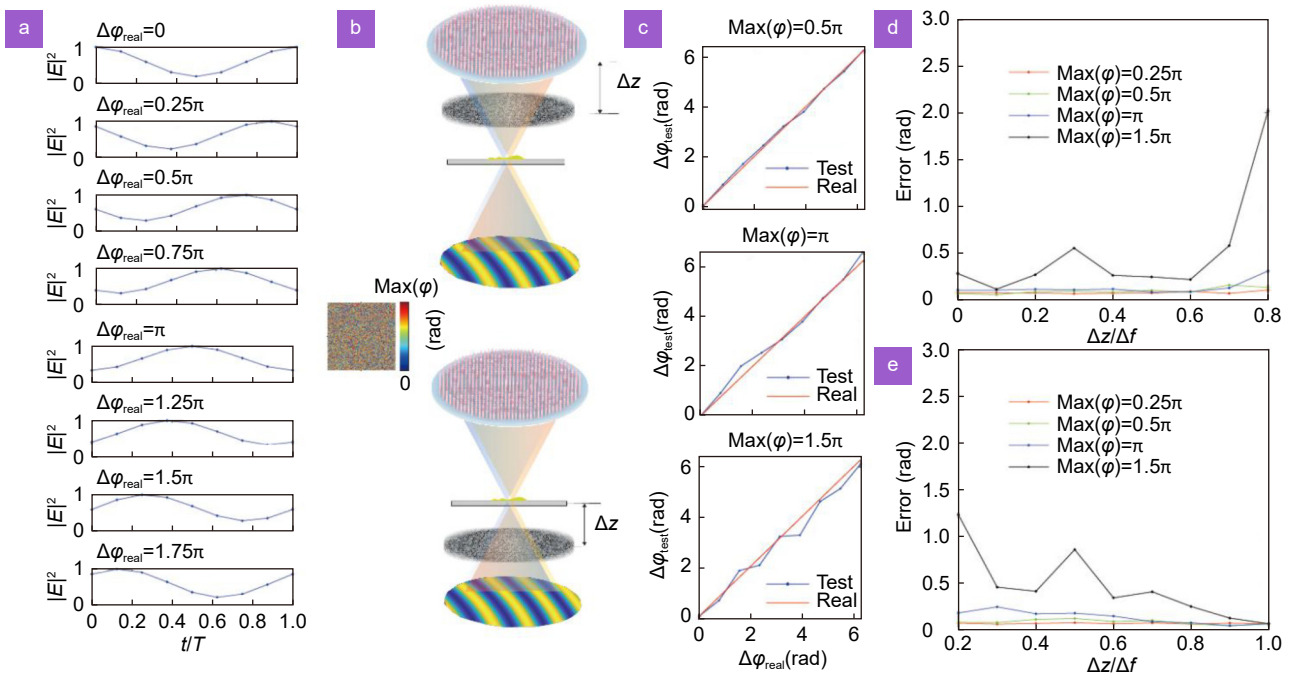 a
Δφreal=0
1
|E|²
0
Δφreal=0.25π
1
|E|²
0
Δφreal=0.5π
1
|E|²
0
Δφreal=0.75π
1
|E|²
0
Δφreal=π
1
|E|²
0
Δφreal=1.25π
1
|E|²
0
Δφreal=1.5π
1
|E|²
0
Δφreal=1.75π
1
|E|²
0
0 0.2 0.4 0.6 0.8 1.0
t/T
b
Δz
Max(φ)
(rad)
0
Δz
c
Max(φ)=0.5π
6
4
2
0
Δφtest(rad)
Test
Real
Max(φ)=π
6
4
2
0
Δφtest(rad)
Test
Real
Max(φ)=1.5π
6
4
2
0
Δφtest(rad)
Test
Real
0 2 4 6
Δφreal(rad)
d
3.0
2.5
2.0
1.5
1.0
0.5
0
Error (rad)
Max(φ)=0.25π
Max(φ)=0.5π
Max(φ)=π
Max(φ)=1.5π
0 0.2 0.4 0.6 0.8
Δz/Δf
e
3.0
2.5
2.0
1.5
1.0
0.5
0
Error (rad)
Max(φ)=0.25π
Max(φ)=0.5π
Max(φ)=π
Max(φ)=1.5π
0.2 0.4 0.6 0.8 1.0
Δz/Δf